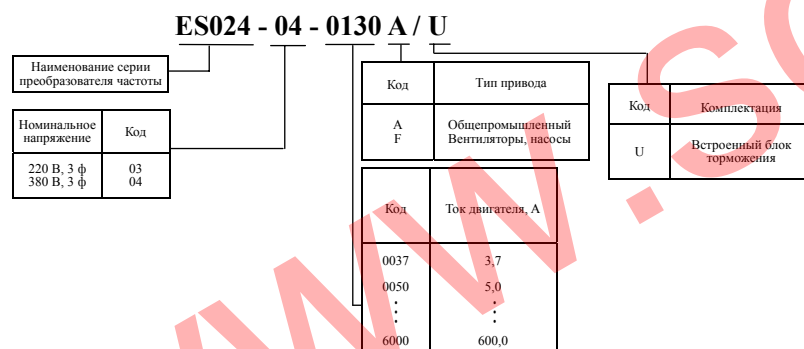 ES024 - 04 - 0130 A / U
Наименование серии
преобразователя частоты
Номинальное
напряжение
Код
220 В, 3 ф 03
380 В, 3 ф 04
Код Тип привода
А Общепромышленный
F Вентиляторы, насосы
Код Ток двигателя, А
0037 3,7
0050 5,0
6000 600,0
Код Комплектация
U Встроенный блок
торможения